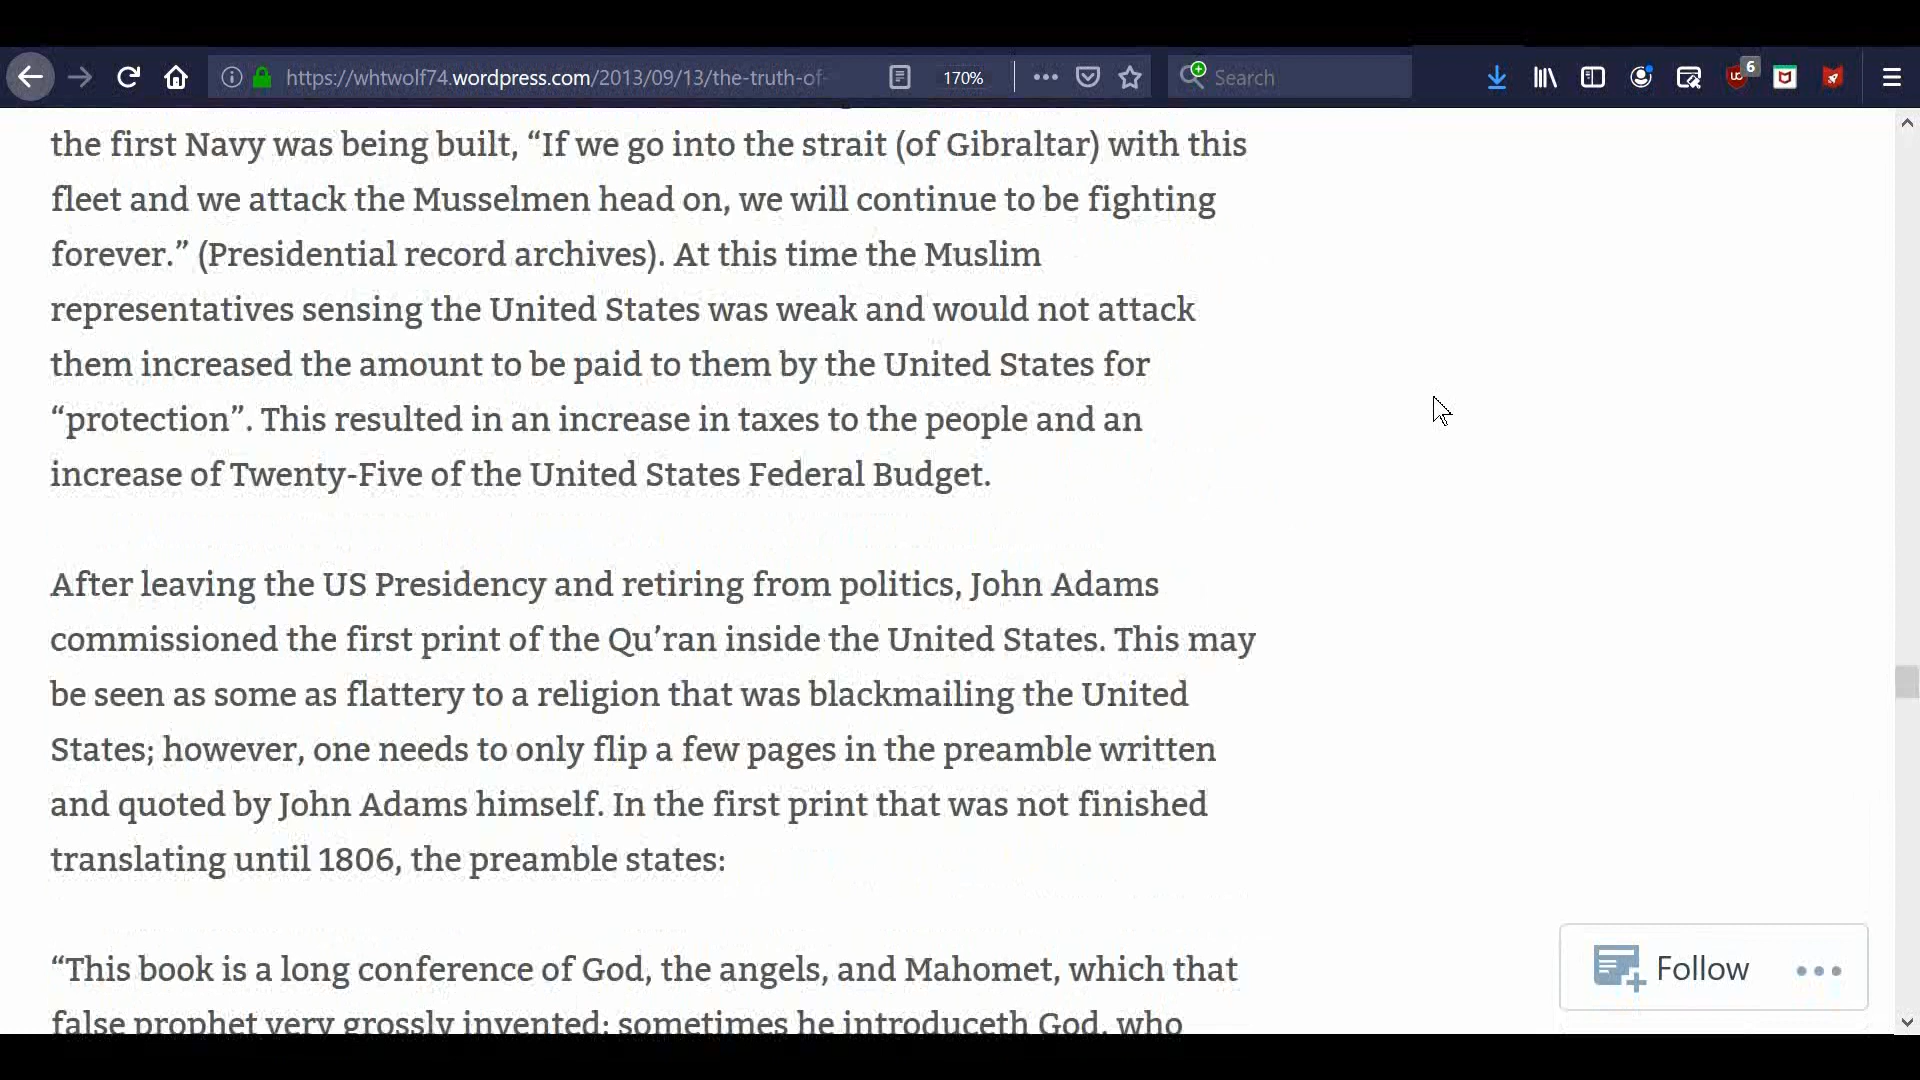 https://whtwolf74.wordpress.com/2013/09/13/the-truth-of-
170%
Search
6
the first Navy was being built, “If we go into the strait (of Gibraltar) with this
fleet and we attack the Musselmen head on, we will continue to be fighting
forever.” (Presidential record archives). At this time the Muslim
representatives sensing the United States was weak and would not attack
them increased the amount to be paid to them by the United States for
“protection”. This resulted in an increase in taxes to the people and an
increase of Twenty-Five of the United States Federal Budget.
After leaving the US Presidency and retiring from politics, John Adams
commissioned the first print of the Qu’ran inside the United States. This may
be seen as some as flattery to a religion that was blackmailing the United
States; however, one needs to only flip a few pages in the preamble written
and quoted by John Adams himself. In the first print that was not finished
translating until 1806, the preamble states:
“This book is a long conference of God, the angels, and Mahomet, which that
false prophet very grossly invented; sometimes he introduceth God, who
Follow